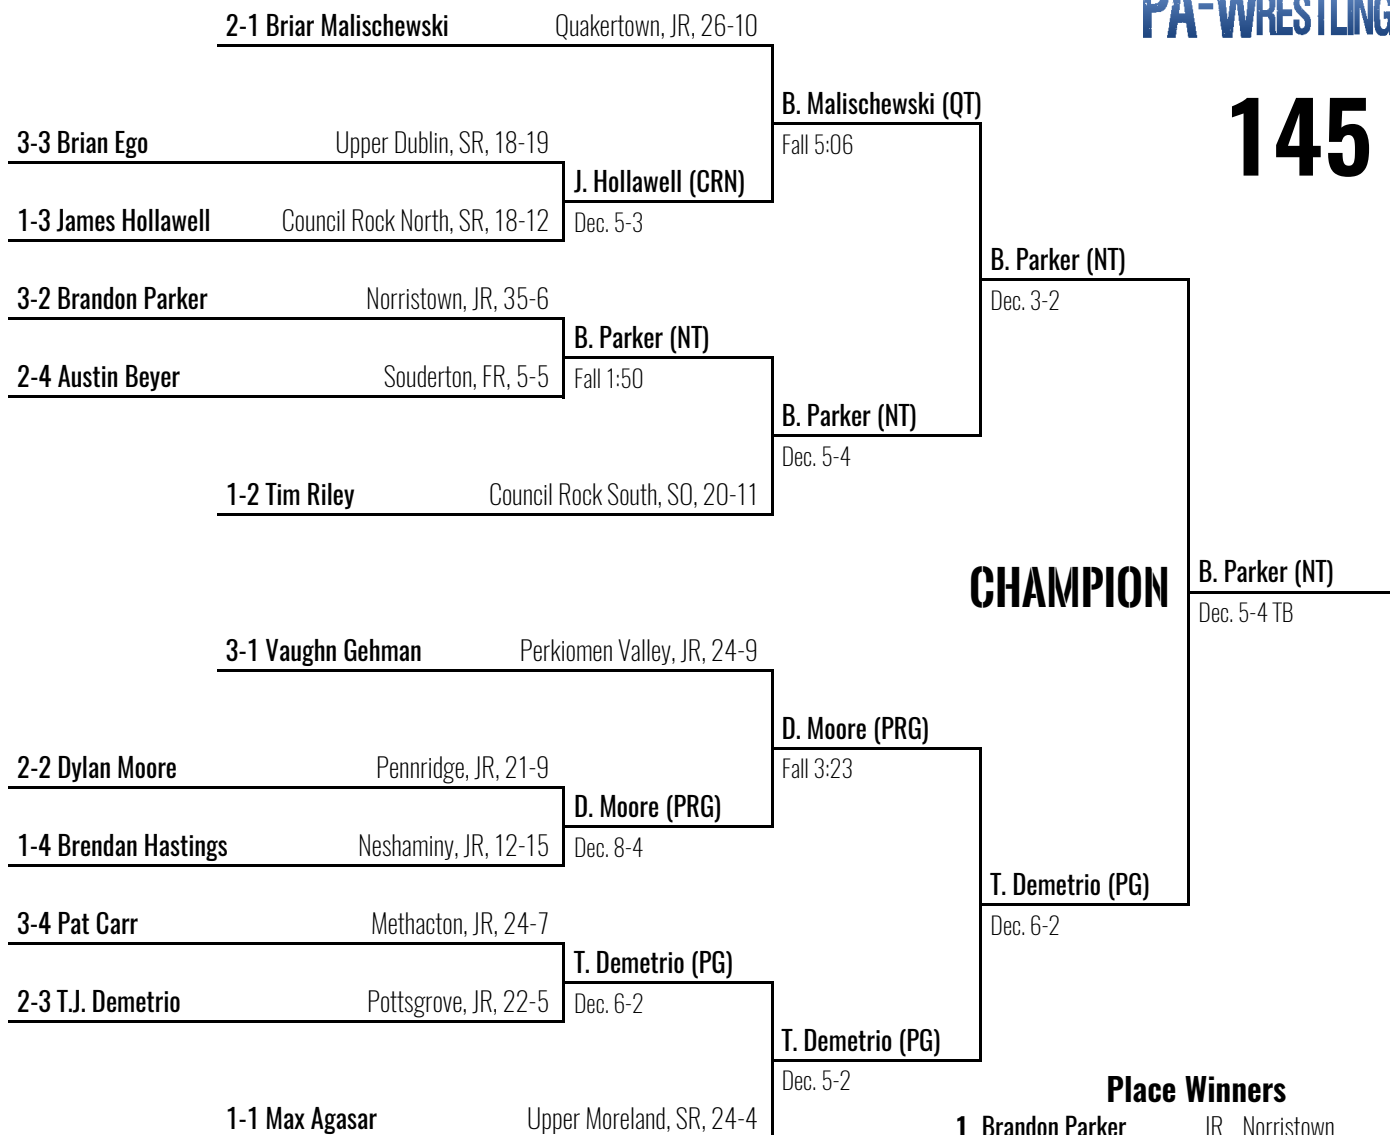 PA-WRESTLING
145
2-1 Briar Malischewski Quakertown, JR, 26-10
B. Malischewski (QT)
Fall 5:06
3-3 Brian Ego Upper Dublin, SR, 18-19
J. Hollawell (CRN)
Dec. 5-3
1-3 James Hollawell Council Rock North, SR, 18-12
B. Parker (NT)
Dec. 3-2
3-2 Brandon Parker Norristown, JR, 35-6
B. Parker (NT)
Fall 1:50
2-4 Austin Beyer Souderton, FR, 5-5
B. Parker (NT)
Dec. 5-4
1-2 Tim Riley Council Rock South, SO, 20-11
CHAMPION
B. Parker (NT)
Dec. 5-4 TB
3-1 Vaughn Gehman Perkiomen Valley, JR, 24-9
D. Moore (PRG)
Fall 3:23
2-2 Dylan Moore Pennridge, JR, 21-9
D. Moore (PRG)
Dec. 8-4
1-4 Brendan Hastings Neshaminy, JR, 12-15
T. Demetrio (PG)
Dec. 6-2
3-4 Pat Carr Methacton, JR, 24-7
T. Demetrio (PG)
Dec. 6-2
2-3 T.J. Demetrio Pottsgrove, JR, 22-5
T. Demetrio (PG)
Dec. 5-2
1-1 Max Agasar Upper Moreland, SR, 24-4
Place Winners
1 Brandon Parker JR Norristown